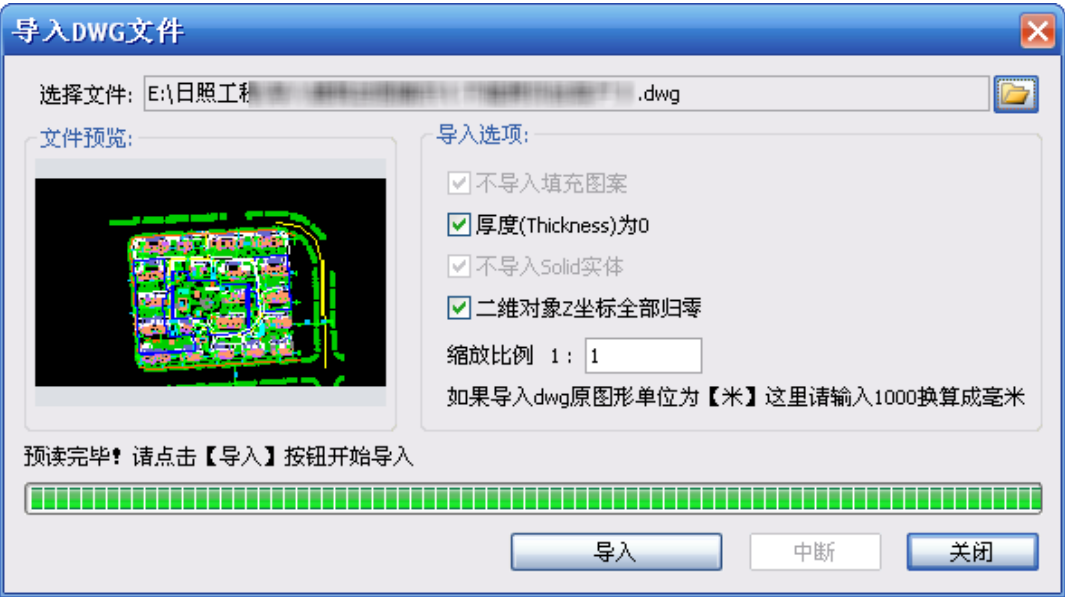 导入DWG文件
选择文件: E:\日照工 .dwg
文件预览:
导入选项:
不导入填充图案
厚度(Thickness)为0
不导入Solid实体
二维对象Z坐标全部归零
缩放比例 1: 1
如果导入dwg原图形单位为【米】这里请输入1000换算成毫米
预读完毕! 请点击【导入】按钮开始导入
导入 中断 关闭